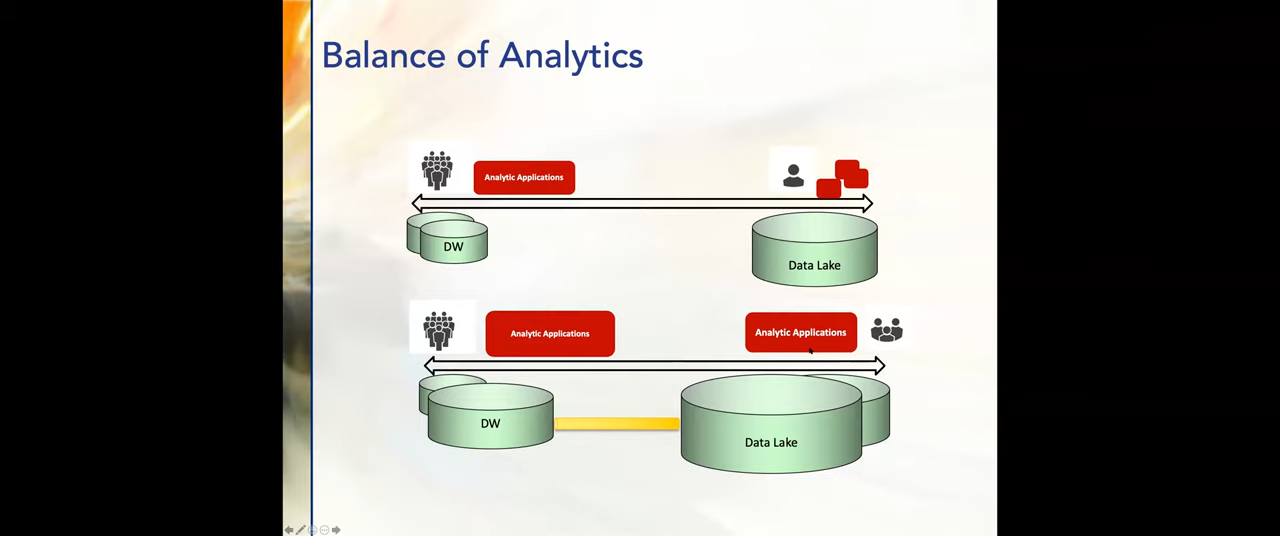 Balance of Analytics
Analytic Applications
DW
Data Lake
Analytic Applications
Analytic Applications
DW
Data Lake